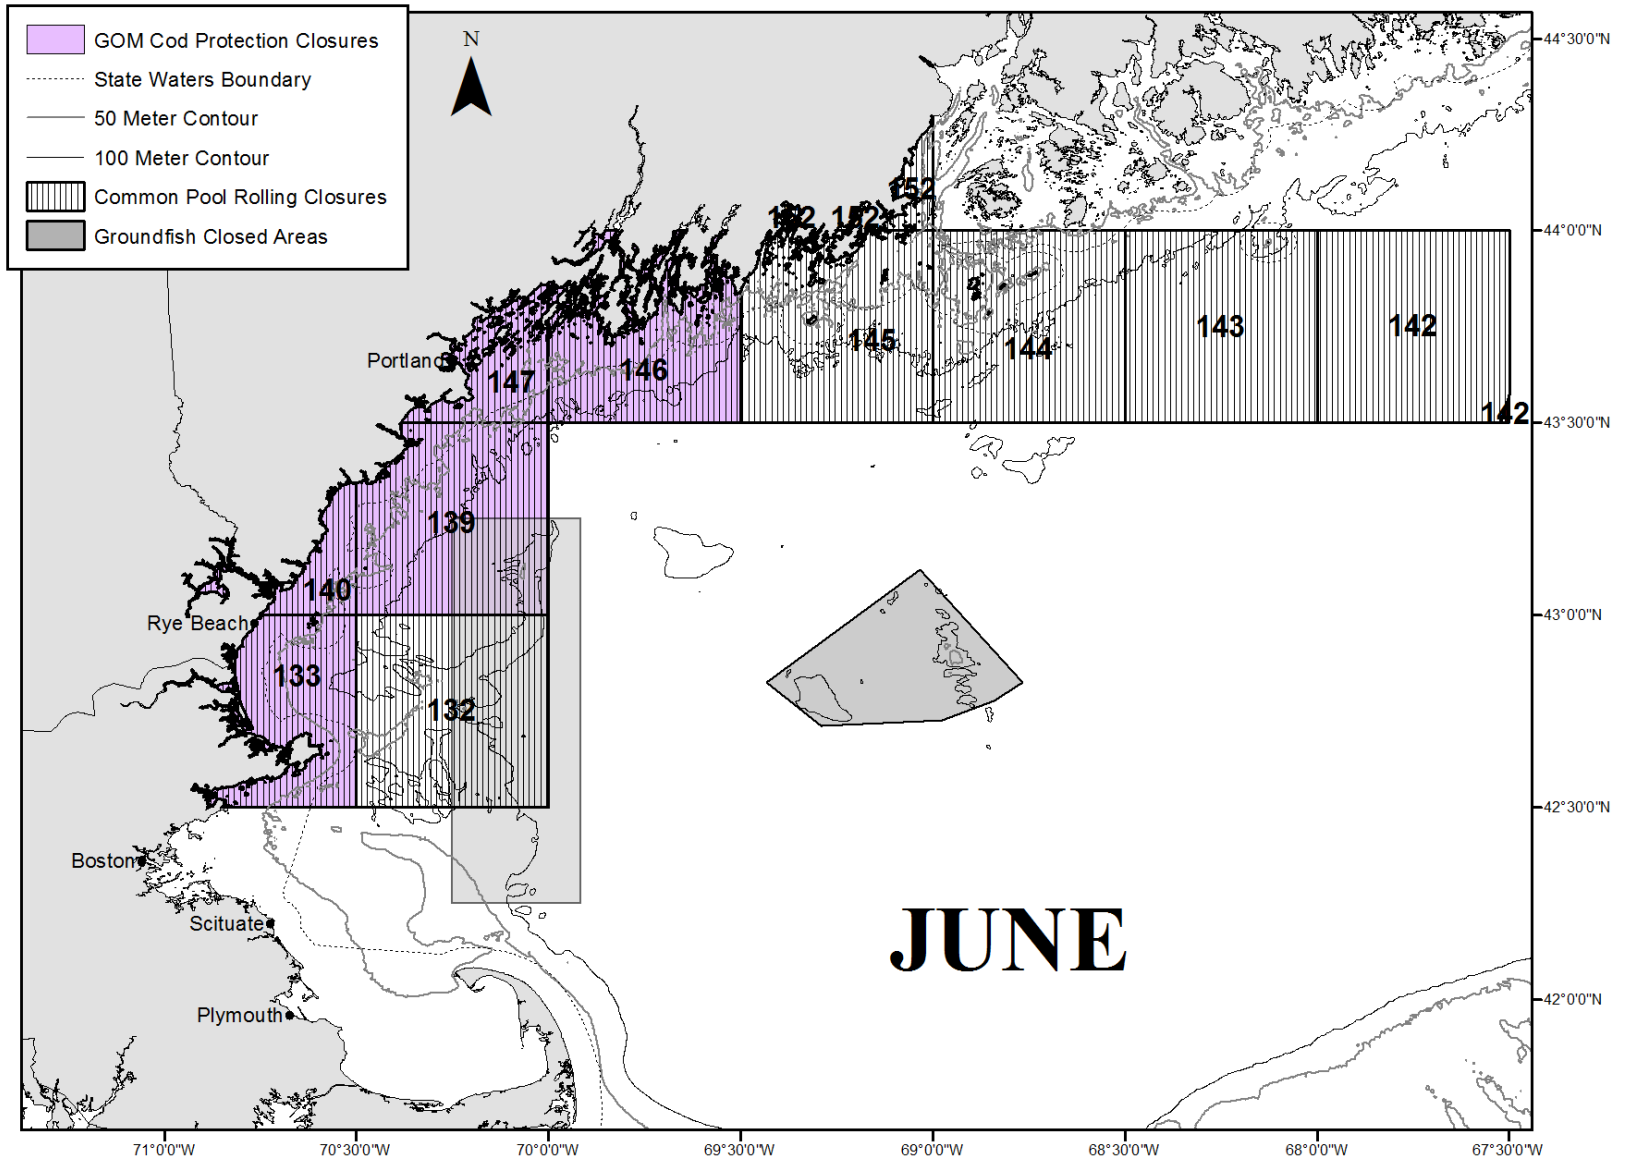 GOM Cod Protection Closures
State Waters Boundary
50 Meter Contour
100 Meter Contour
Common Pool Rolling Closures
Groundfish Closed Areas
N
44°30'0"N
152
152 152
44°0'0"N
143 142
145
144
Portland
147 146
142
43°30'0"N
139
140
Rye Beach
43°0'0"N
133
132
42°30'0"N
Boston
Scituate
JUNE
Plymouth
42°0'0"N
71°0'0"W 70°30'0"W 70°0'0"W 69°30'0"W 69°0'0"W 68°30'0"W 68°0'0"W 67°30'0"W